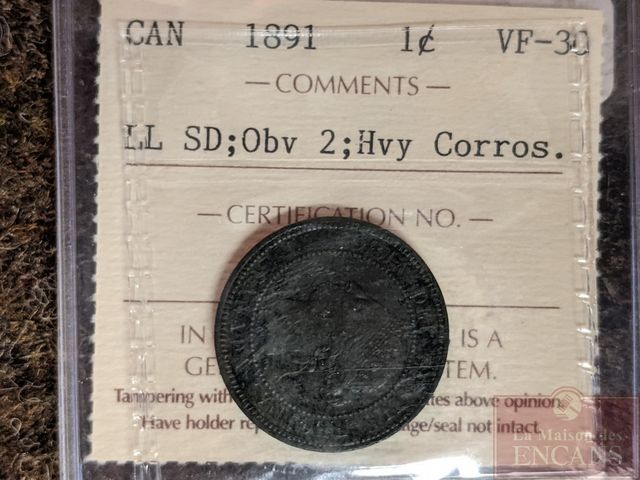 CAN 1891 1¢ VF-30
— COMMENTS —
LL SD;Obv 2;Hvy Corros.
— CERTIFICATION NO. —
IN IS A
GE TEM.
Tampering with tes above opinion.
Have holder rep age/seal not intact.
La Maison des
ENCANS